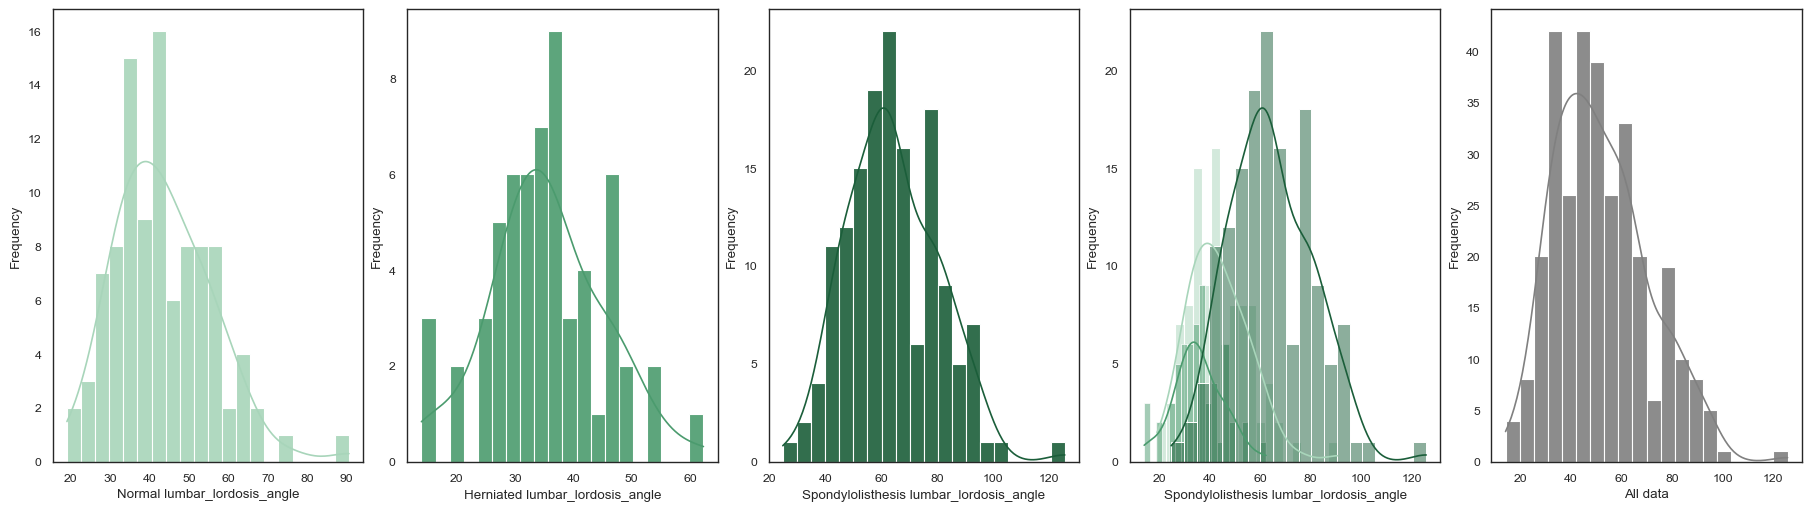 Frequency
16
14
12
10
8
6
4
2
0
20 30 40 50 60 70 80 90
Normal lumbar_lordosis_angle
Frequency
8
6
4
2
0
20 30 40 50 60
Herniated lumbar_lordosis_angle
Frequency
20
15
10
5
0
20 40 60 80 100 120
Spondylolisthesis lumbar_lordosis_angle
Frequency
20
15
10
5
0
20 40 60 80 100 120
Spondylolisthesis lumbar_lordosis_angle
Frequency
40
35
30
25
20
15
10
5
0
20 40 60 80 100 120
All data